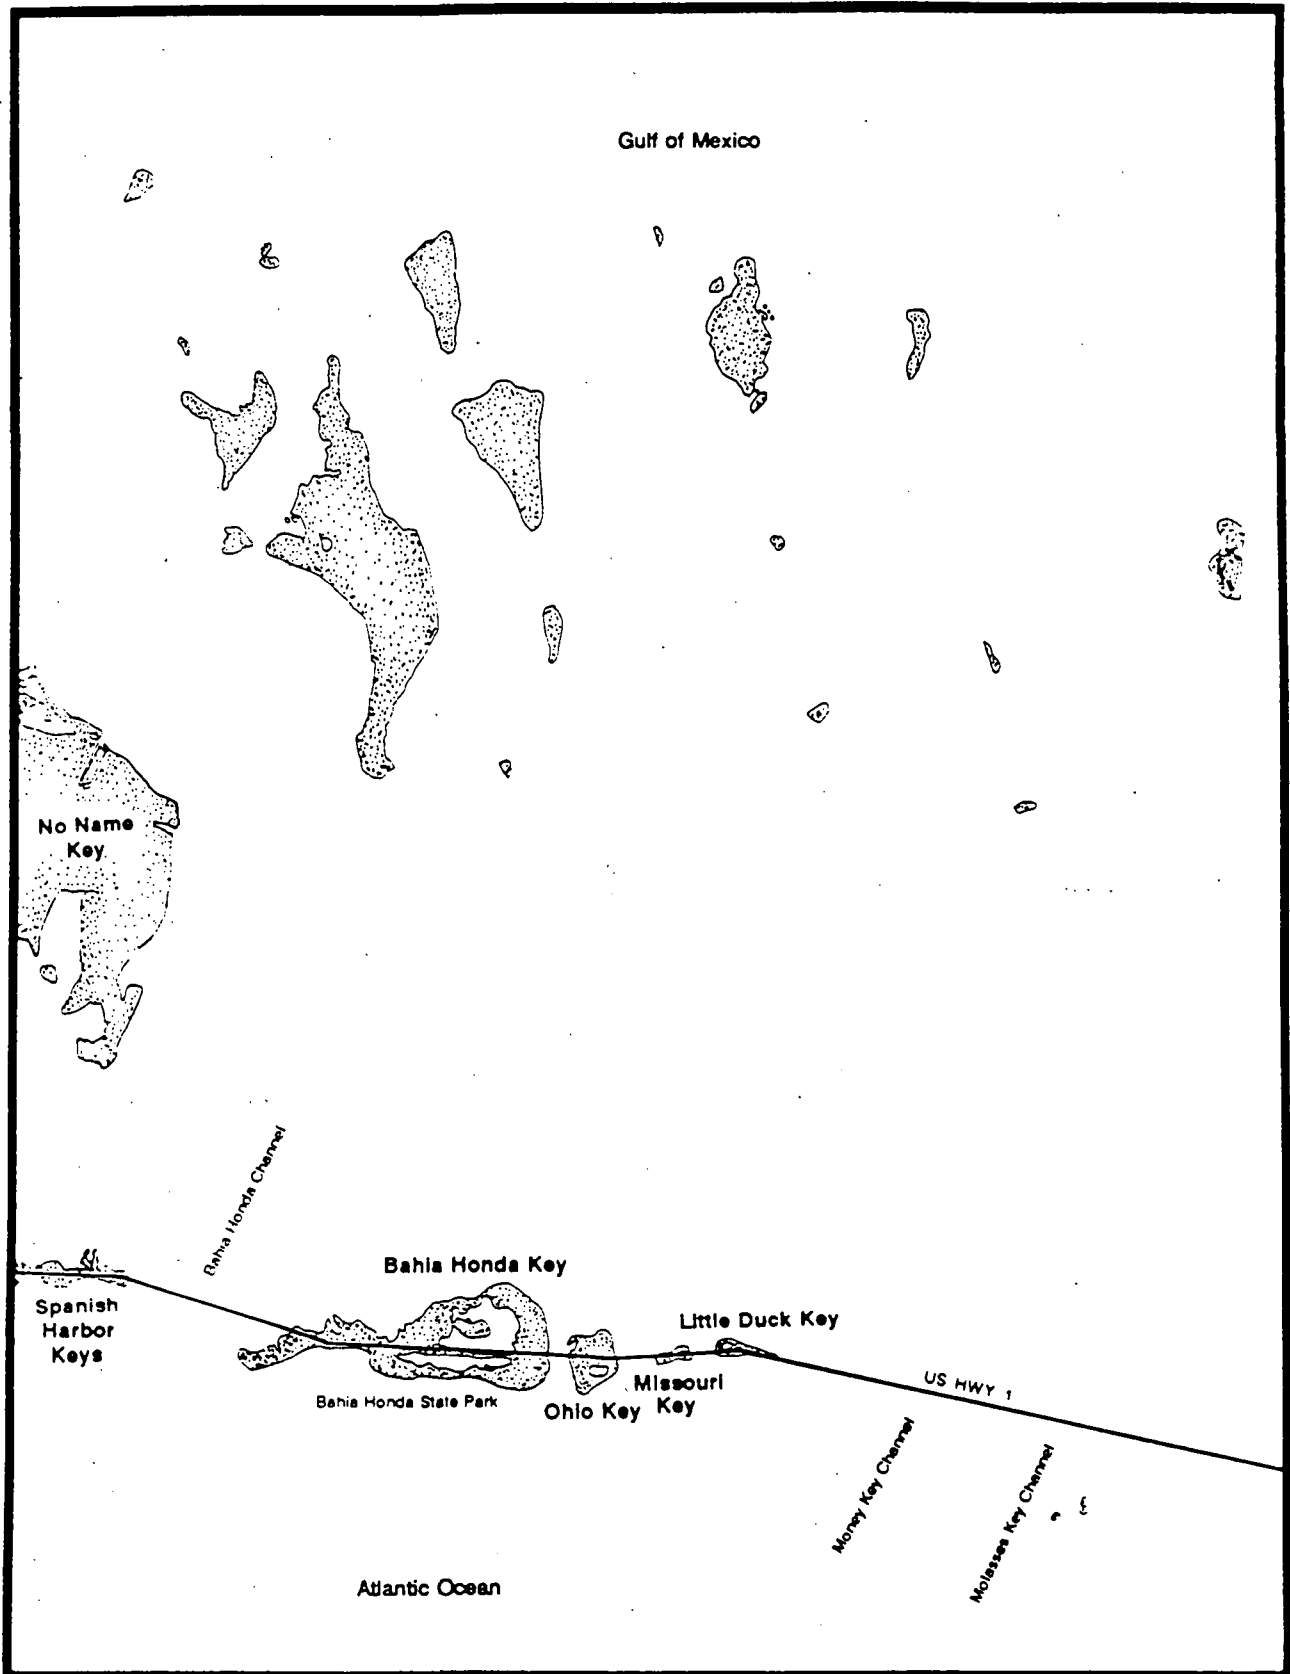 Gulf of Mexico
No Name
Key
Bahia Honda Channel
Bahia Honda Key
Spanish
Harbor
Keys
Little Duck Key
Bahia Honda State Park
Ohio Key
Missouri
Key
US HWY 1
Money Key Channel
Molasses Key Channel
Atlantic Ocean